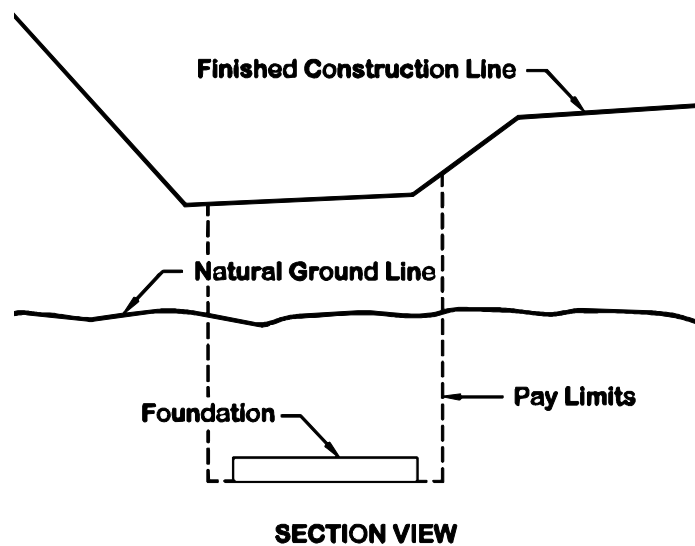 Finished Construction Line
Natural Ground Line
Pay Limits
Foundation
SECTION VIEW